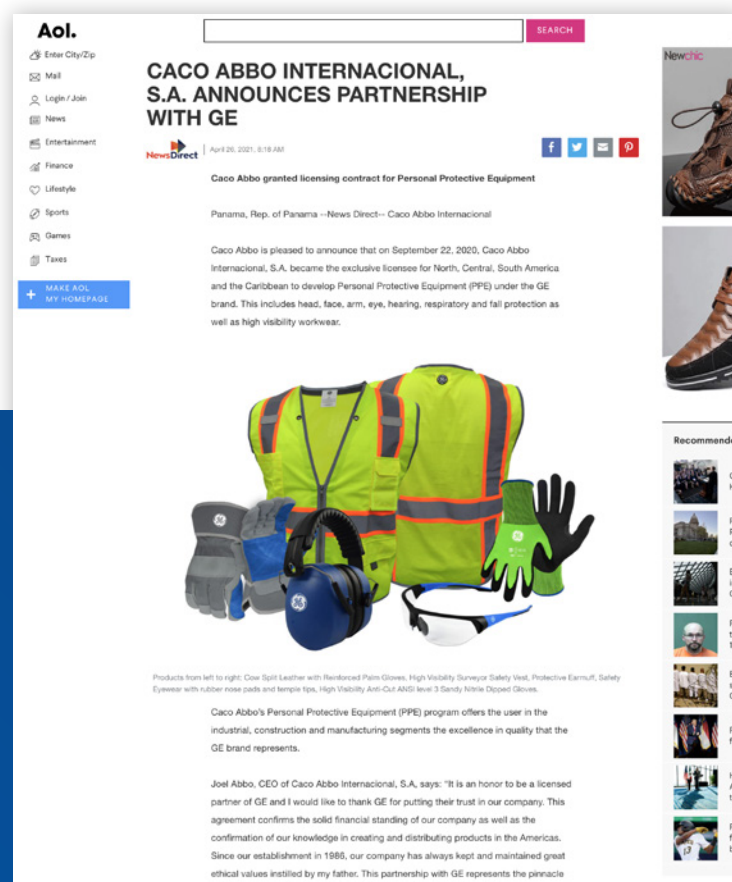 Aol.
SEARCH
Enter City/Zip
Mail
Login / Join
News
Entertainment
Finance
Lifestyle
Sports
Games
Taxes
+ MAKE AOL
MY HOMEPAGE
CACO ABBO INTERNACIONAL,
S.A. ANNOUNCES PARTNERSHIP
WITH GE
NewsDirect
April 26, 2021, 6:18 AM
Caco Abbo granted licensing contract for Personal Protective Equipment
Panama, Rep. of Panama --News Direct-- Caco Abbo Internacional
Caco Abbo is pleased to announce that on September 22, 2020, Caco Abbo
Internacional, S.A. became the exclusive licensee for North, Central, South America
and the Caribbean to develop Personal Protective Equipment (PPE) under the GE
brand. This includes head, face, arm, eye, hearing, respiratory and fall protection as
well as high visibility workwear.
Products from left to right: Cow Split Leather with Reinforced Palm Gloves, High Visibility Surveyor Safety Vest, Protective Earmuff, Safety
Eyewear with rubber nose pads and temple tips, High Visibility Anti-Cut ANSI level 3 Sandy Nitrile Dipped Gloves.
Caco Abbo's Personal Protective Equipment (PPE) program offers the user in the
industrial, construction and manufacturing segments the excellence in quality that the
GE brand represents.
Joel Abbo, CEO of Caco Abbo Internacional, S.A, says: "It is an honor to be a licensed
partner of GE and I would like to thank GE for putting their trust in our company. This
agreement confirms the solid financial standing of our company as well as the
confirmation of our knowledge in creating and distributing products in the Americas.
Since our establishment in 1986, our company has always kept and maintained great
ethical values instilled by my father. This partnership with GE represents the pinnacle
Newchic
Recommende